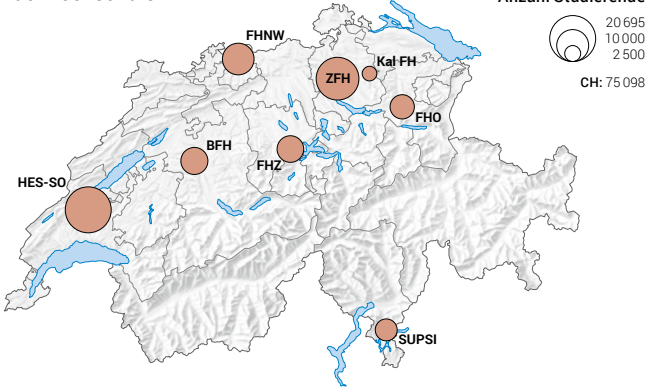 Anzahl Studierende
20 695
10 000
2 500
CH: 75 098
FHNW
ZFH
Kal FH
FHO
BFH
FHZ
HES-SO
SUPSI